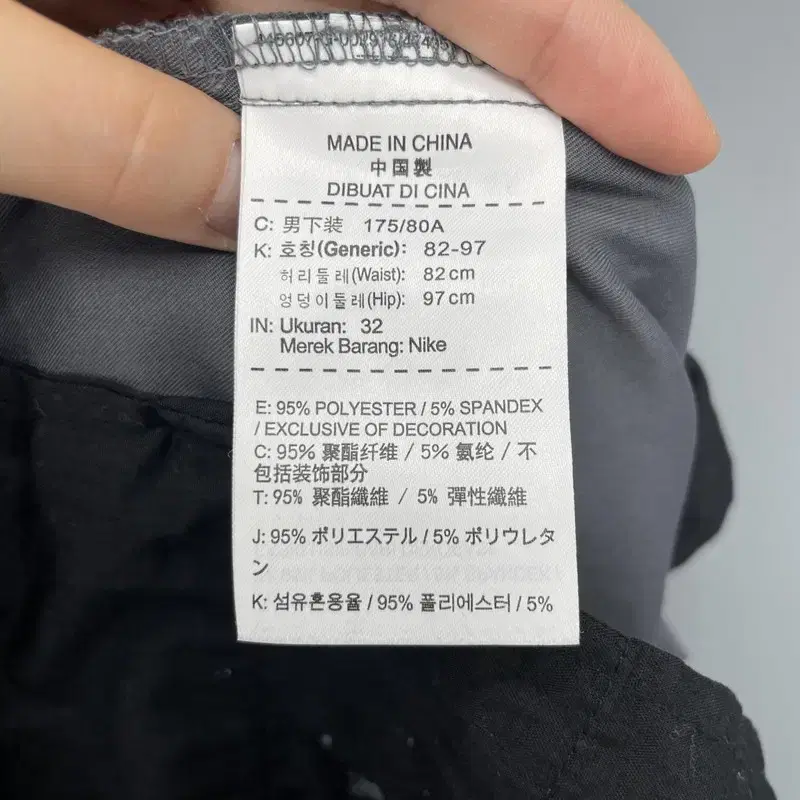 MADE IN CHINA
中国製
DIBUAT DI CINA
C: 男下装 175/80A
K: 호칭(Generic): 82-97
허리둘레(Waist): 82cm
엉덩이둘레(Hip): 97cm
IN: Ukuran: 32
Merek Barang: Nike
E: 95% POLYESTER / 5% SPANDEX
/ EXCLUSIVE OF DECORATION
C: 95% 聚酯纤维 / 5% 氨纶 / 不
包括装饰部分
T: 95% 聚酯纖維 / 5% 彈性纖維
J: 95% ポリエステル / 5% ポリウレタ
ン
K: 섬유혼용율 / 95% 폴리에스터 / 5%